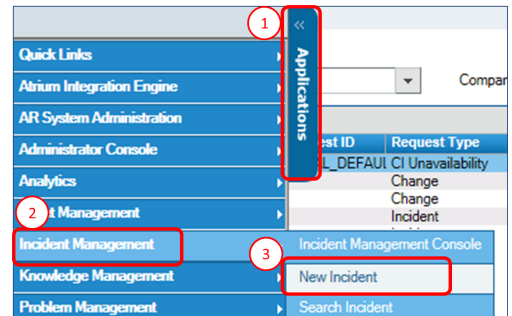 1
«
Applications
Quick Links
Atrium Integration Engine
Compar
AR System Administration
est ID Request Type
Administrator Console
L_DEFAUL CI Unavailability
Analytics
Change
Change
2
t Management
Incident
Incident Management
3
Incident Management Console
Knowledge Management
New Incident
Problem Management
Search Incident